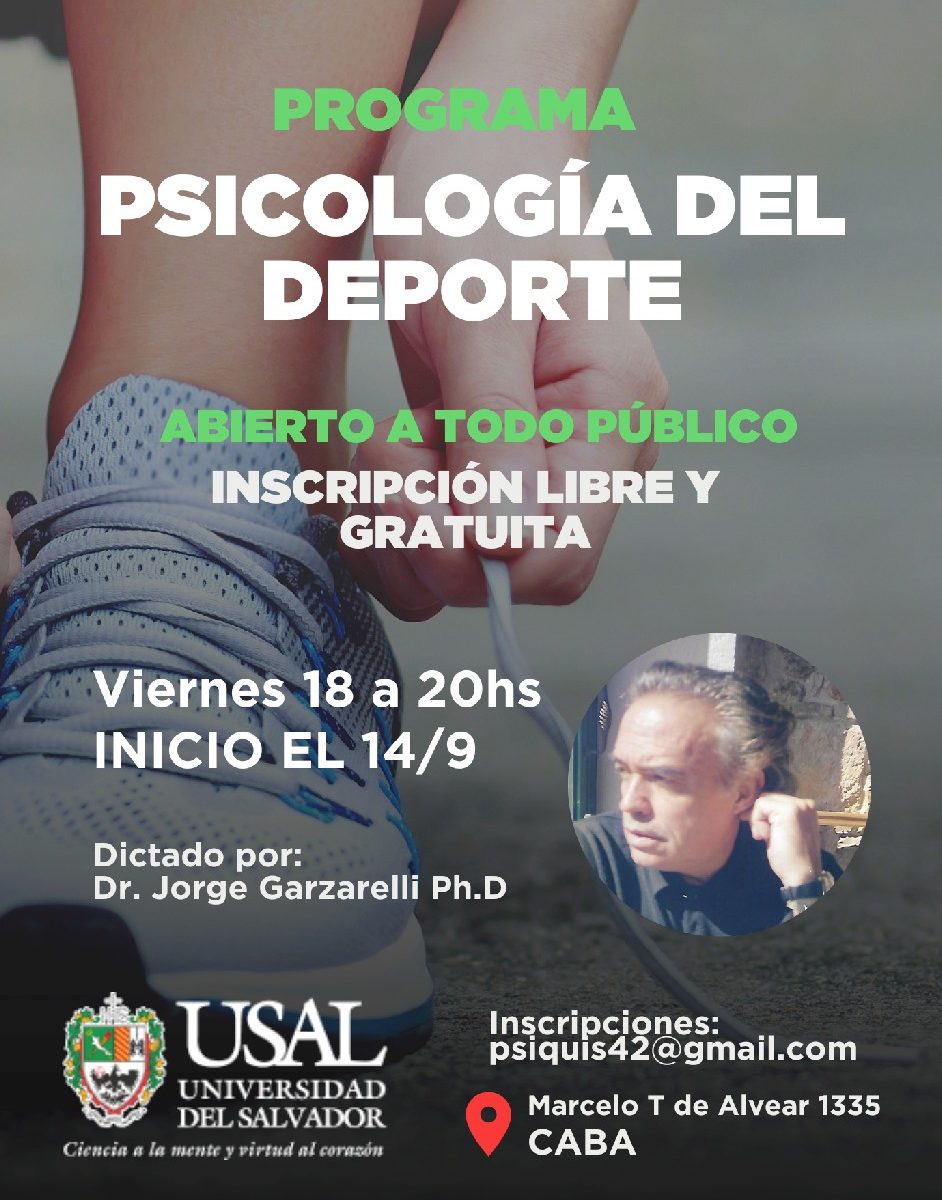 PROGRAMA
PSICOLOGÍA DEL
DEPORTE
ABIERTO A TODO PÚBLICO
INSCRIPCIÓN LIBRE Y
GRATUITA
Viernes 18 a 20hs
INICIO EL 14/9
Dictado por:
Dr. Jorge Garzarelli Ph.D
USAL
UNIVERSIDAD
DEL SALVADOR
Ciencia a la mente y virtud al corazón
Inscripciones:
psiquis42@gmail.com
Marcelo T de Alvear 1335
CABA